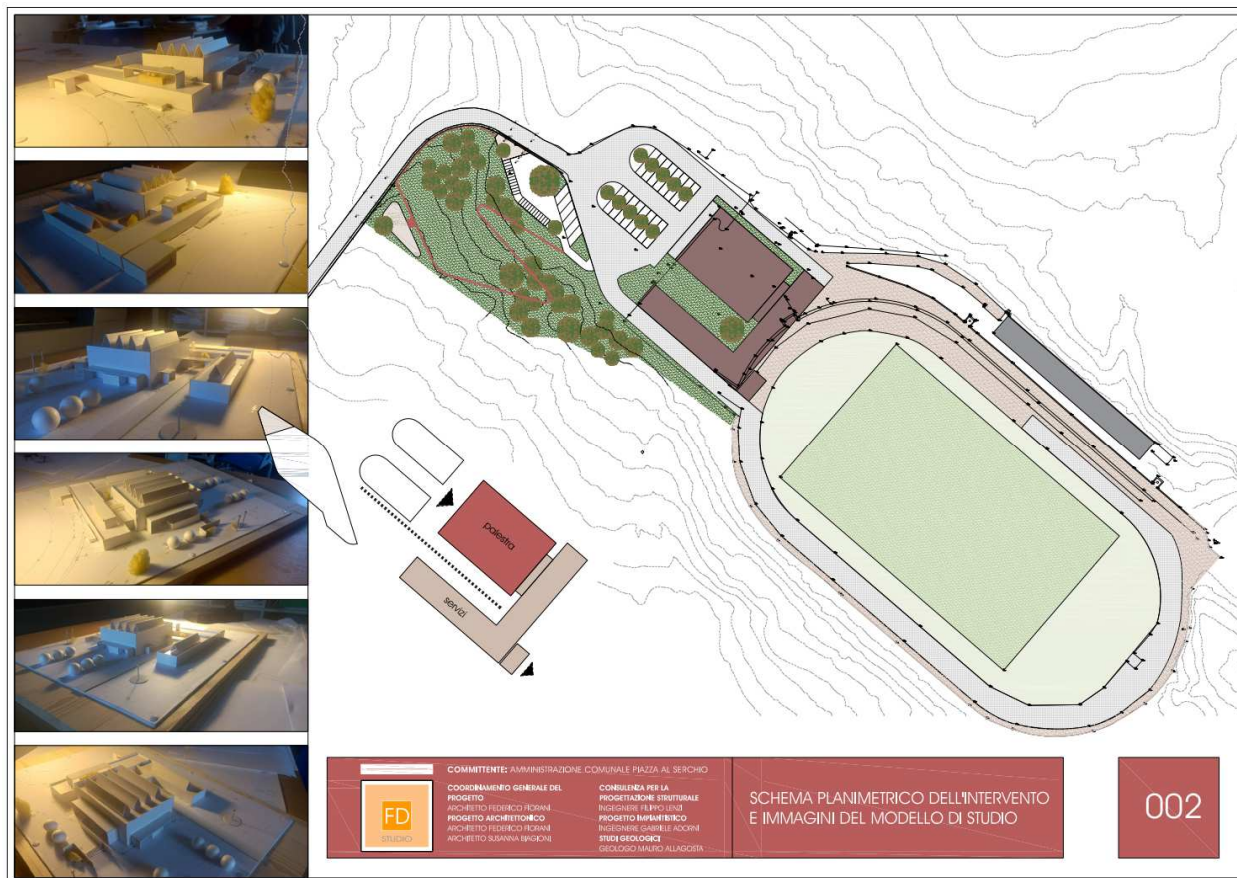 palestra
servizi
COMMITTENTE: AMMINISTRAZIONE COMUNALE PIAZZA AL SERCHIO
FD
STUDIO
COORDINAMENTO GENERALE DEL
PROGETTO
ARCHITETTO FEDERICO FIORANI
PROGETTO ARCHITETTONICO
ARCHITETTO FEDERICO FIORANI
ARCHITETTO SUSANNA BIAGIONI
CONSULENZA PER LA
PROGETTAZIONE STRUTTURALE
INGEGNERE FILIPPO LENZI
PROGETTO IMPIANTISTICO
INGEGNERE GABRIELE ADORNI
STUDI GEOLOGICI
GEOLOGO MAURO ALLAGOSTA
SCHEMA PLANIMETRICO DELL'INTERVENTO
E IMMAGINI DEL MODELLO DI STUDIO
002